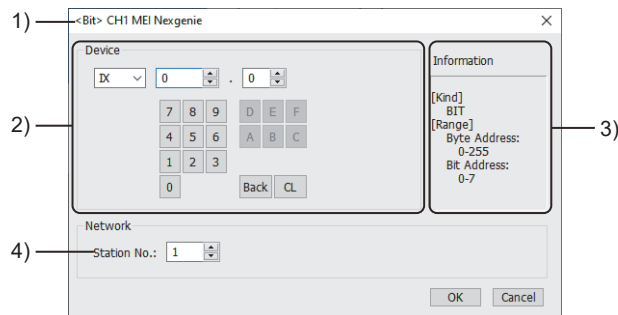 1)
<Bit> CH1 MEI Nexgenie
2)
Device
IX 0 . 0
7 8 9 D E F
4 5 6 A B C
1 2 3
0 Back CL
3)
Information
[Kind]
BIT
[Range]
Byte Address:
0-255
Bit Address:
0-7
4)
Network
Station No.: 1
OK Cancel